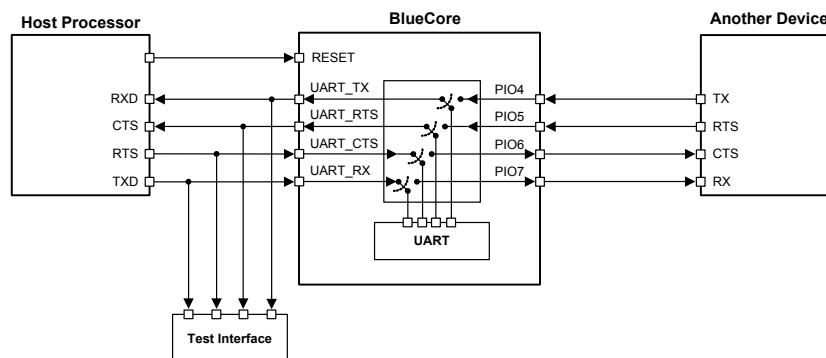 Host Processor
BlueCore
Another Device
RESET
RXD
UART_TX
PIO4
TX
CTS
UART_RTS
PIO5
RTS
RTS
UART_CTS
PIO6
CTS
TXD
UART_RX
PIO7
RX
UART
Test Interface